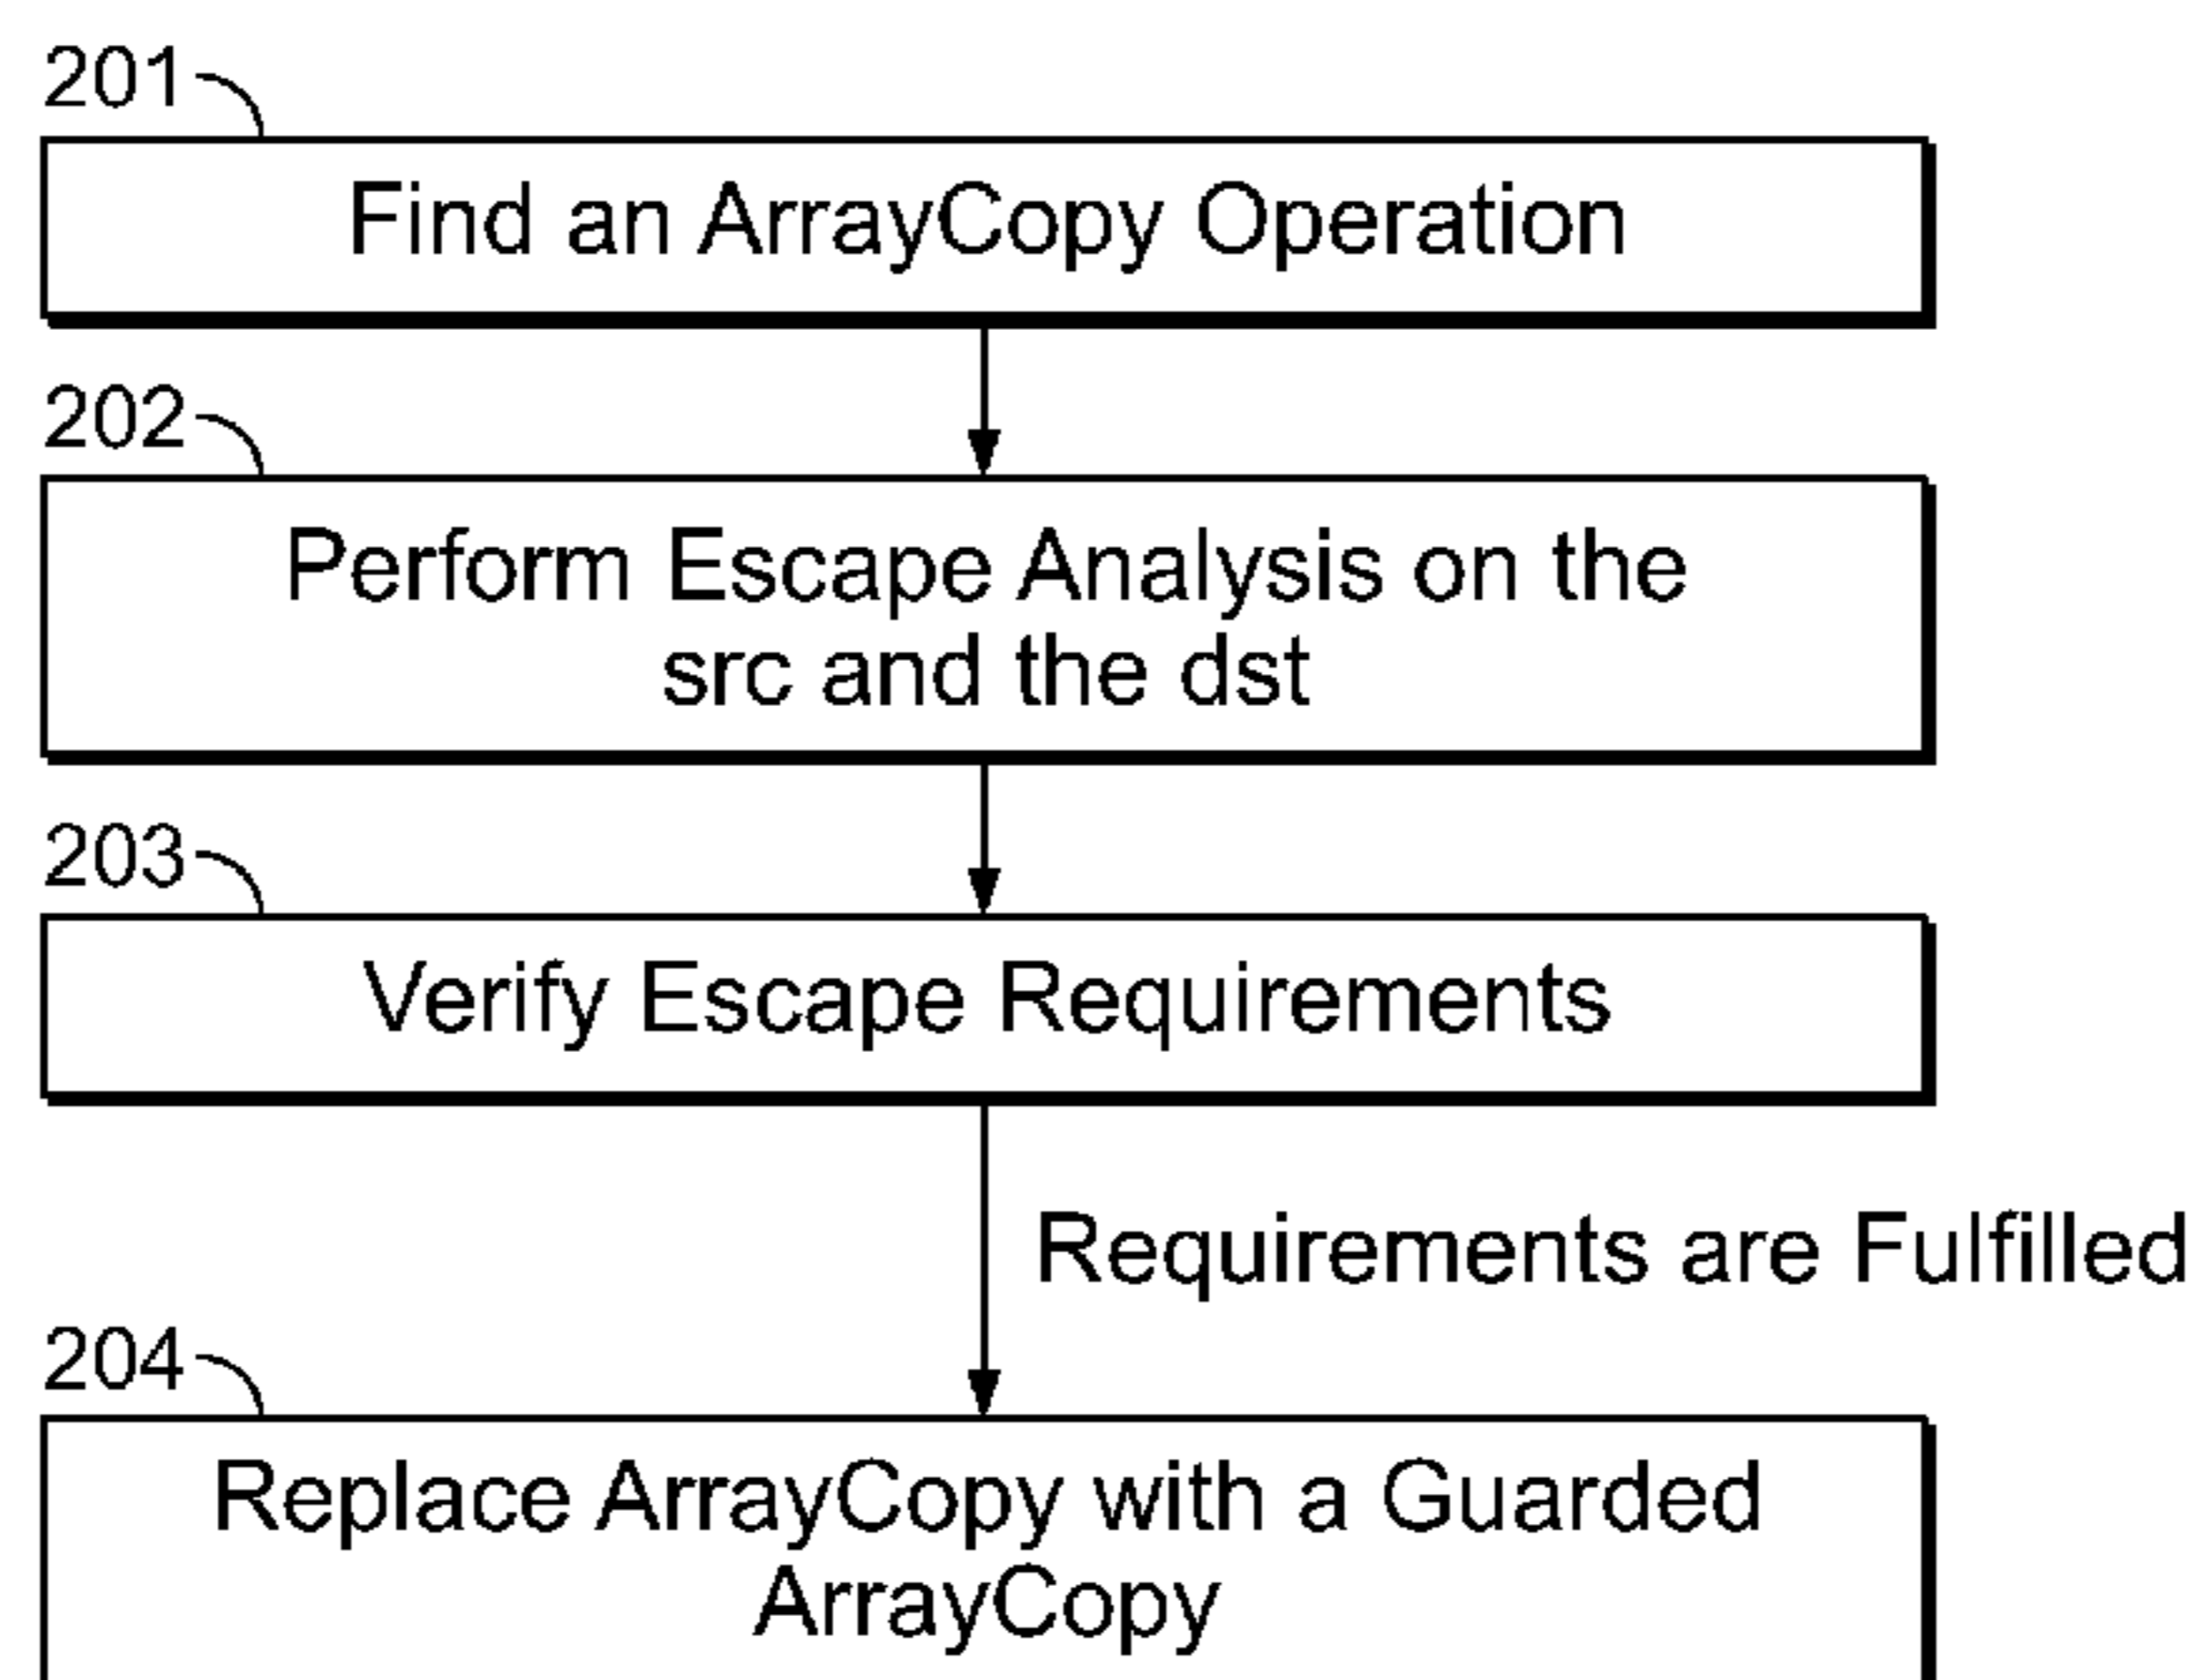 201
Find an ArrayCopy Operation
202
Perform Escape Analysis on the
src and the dst
203
Verify Escape Requirements
Requirements are Fulfilled
204
Replace ArrayCopy with a Guarded
ArrayCopy